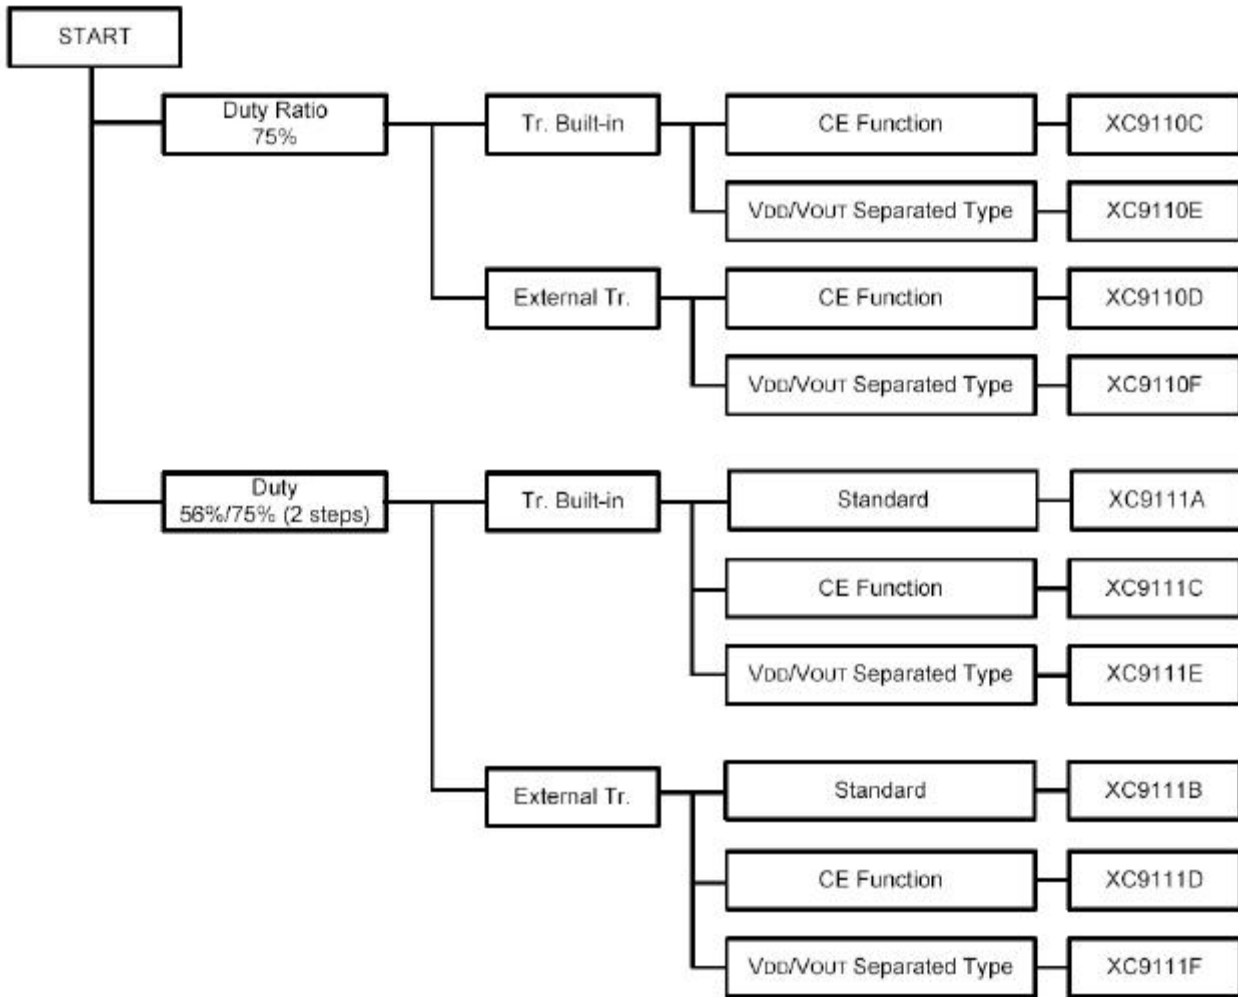 START
Duty Ratio
75%
Tr. Built-in
CE Function
XC9110C
VDD/VOUT Separated Type
XC9110E
External Tr.
CE Function
XC9110D
VDD/VOUT Separated Type
XC9110F
Duty
56%/75% (2 steps)
Tr. Built-in
Standard
XC9111A
CE Function
XC9111C
VDD/VOUT Separated Type
XC9111E
External Tr.
Standard
XC9111B
CE Function
XC9111D
VDD/VOUT Separated Type
XC9111F